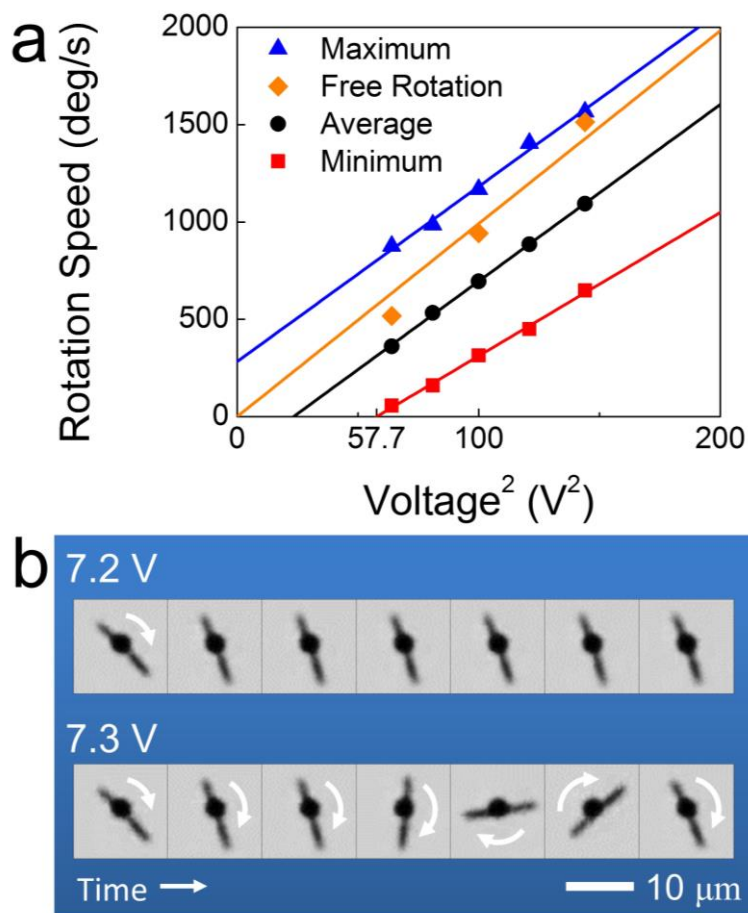 a
Rotation Speed (deg/s)
2000
1500
1000
500
0
Maximum
Free Rotation
Average
Minimum
0 57.7 100 200
Voltage² (V²)
b
7.2 V
7.3 V
Time → 10 μm